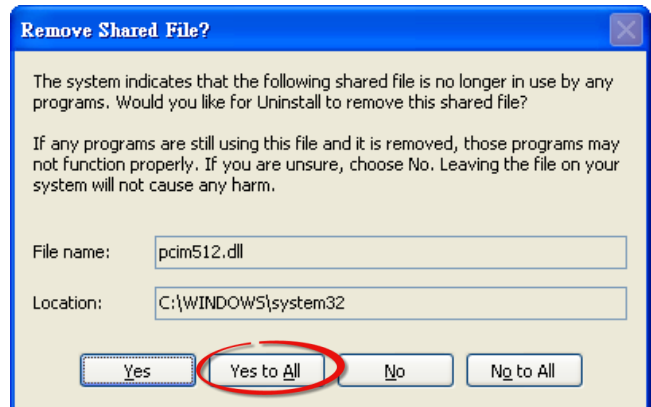 Remove Shared File?
The system indicates that the following shared file is no longer in use by any
programs. Would you like for Uninstall to remove this shared file?
If any programs are still using this file and it is removed, those programs may
not function properly. If you are unsure, choose No. Leaving the file on your
system will not cause any harm.
File name: pcim512.dll
Location: C:\WINDOWS\system32
Yes Yes to All No No to All